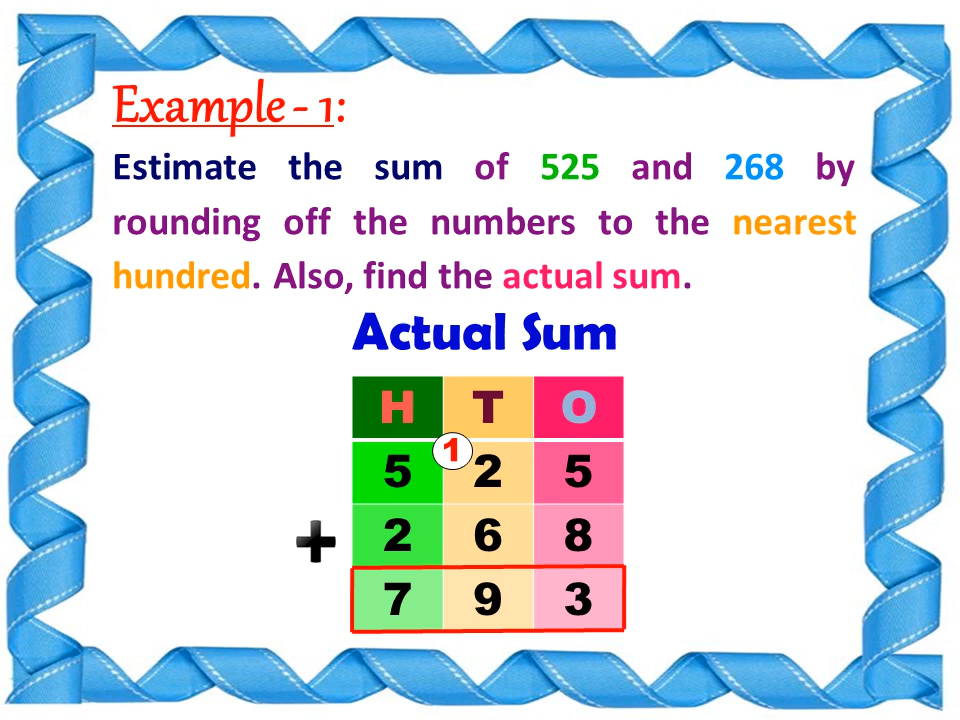 Example - 1:
Estimate the sum of 525 and 268 by
rounding off the numbers to the nearest
hundred. Also, find the actual sum.
Actual Sum
H T O
1
5 2 5
+ 2 6 8
7 9 3